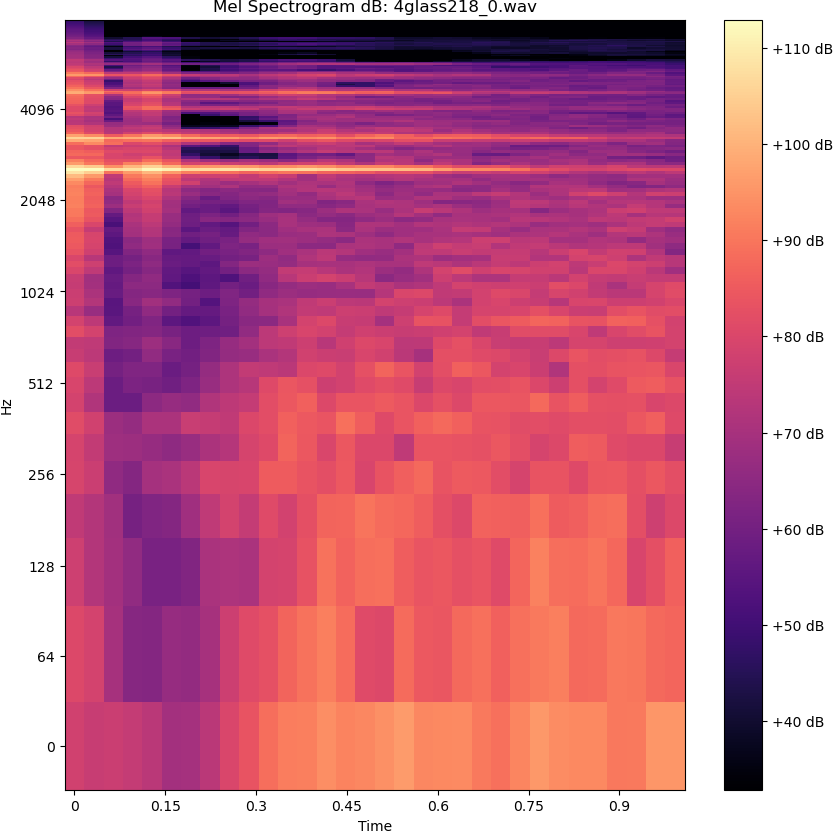 Mel Spectrogram dB: 4glass218_0.wav
Hz
4096
2048
1024
512
256
128
64
0
0 0.15 0.3 0.45 0.6 0.75 0.9
Time
+110 dB
+100 dB
+90 dB
+80 dB
+70 dB
+60 dB
+50 dB
+40 dB